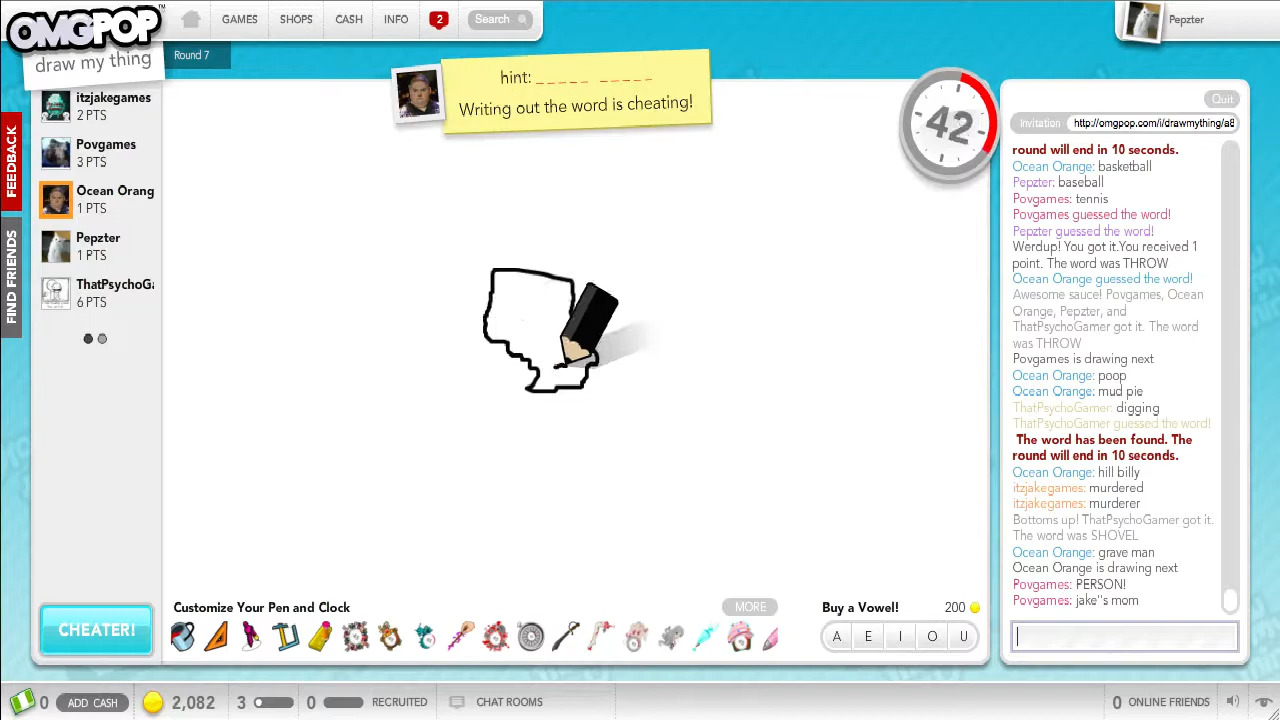 OMGPOP™
draw my thing
GAMES
SHOPS
CASH
INFO
2
Search
Pepzter
Round 7
hint: _ _ _ _ _  _ _ _ _ _
Writing out the word is cheating!
42
FEEDBACK
FIND FRIENDS
itzjakegames
2 PTS
Povgames
3 PTS
Ocean Orang
1 PTS
Pepzter
1 PTS
ThatPsychoGa
6 PTS
CHEATER!
Customize Your Pen and Clock
MORE
Buy a Vowel!
200
A E I O U
Quit
Invitation http://omgpop.com/i/drawmything/a8
round will end in 10 seconds.
Ocean Orange: basketball
Pepzter: baseball
Povgames: tennis
Povgames guessed the word!
Pepzter guessed the word!
Werdup! You got it.You received 1
point. The word was THROW
Ocean Orange guessed the word!
Awesome sauce! Povgames, Ocean
Orange, Pepzter, and
ThatPsychoGamer got it. The word
was THROW
Povgames is drawing next
Ocean Orange: poop
Ocean Orange: mud pie
ThatPsychoGamer: digging
ThatPsychoGamer guessed the word!
The word has been found. The
round will end in 10 seconds.
Ocean Orange: hill billy
itzjakegames: murdered
itzjakegames: murderer
Bottoms up! ThatPsychoGamer got it.
The word was SHOVEL
Ocean Orange: grave man
Ocean Orange is drawing next
Povgames: PERSON!
Povgames: jake''s mom
0
ADD CASH
2,082
3
0
RECRUITED
CHAT ROOMS
0 ONLINE FRIENDS